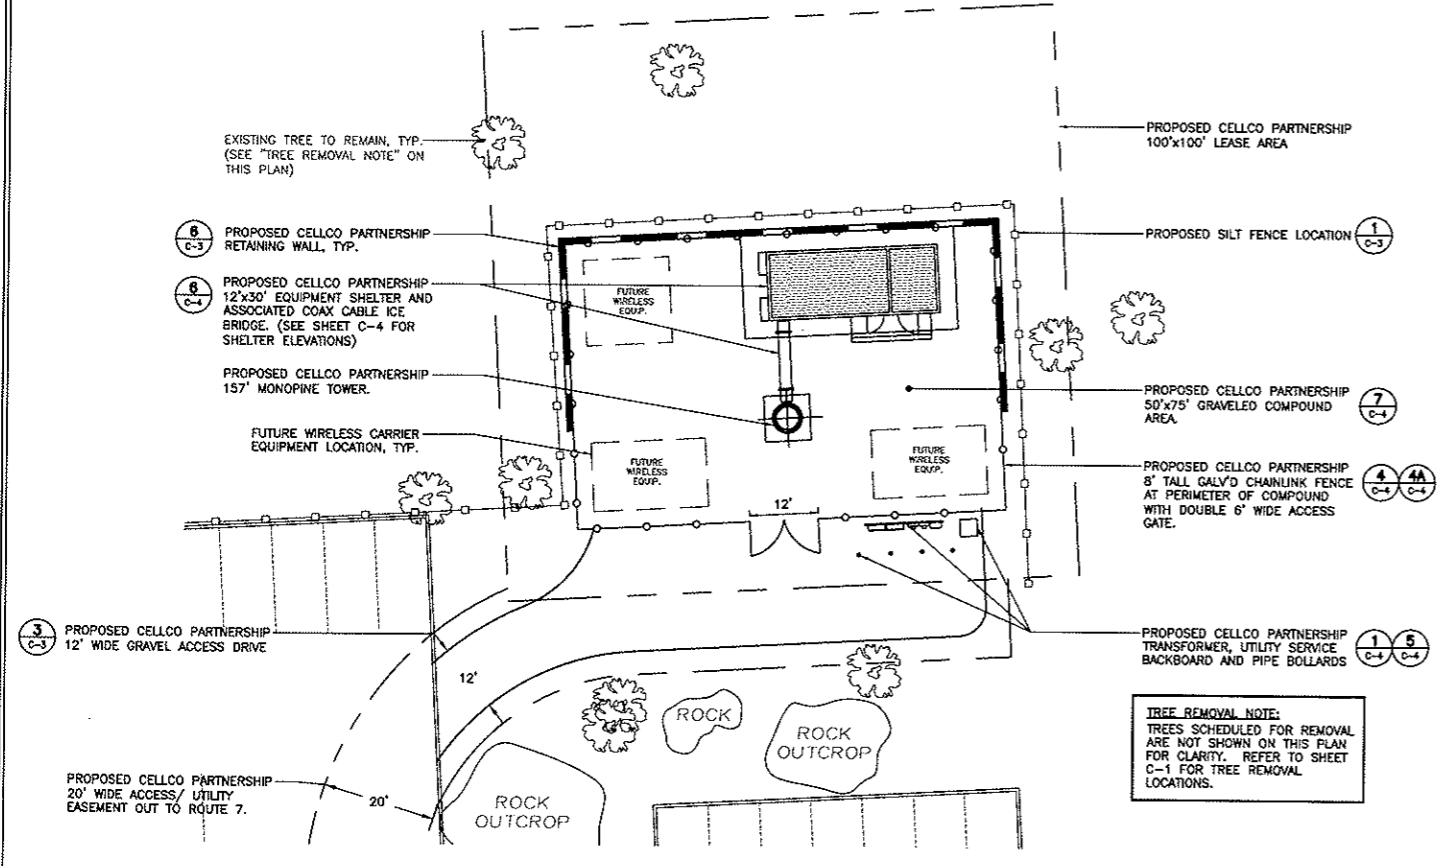 EXISTING TREE TO REMAIN, TYP.
(SEE "TREE REMOVAL NOTE" ON
THIS PLAN)
PROPOSED CELLCO PARTNERSHIP
100'x100' LEASE AREA
6
C-3
PROPOSED CELLCO PARTNERSHIP
RETAINING WALL, TYP.
PROPOSED SILT FENCE LOCATION
1
C-3
6
C-4
PROPOSED CELLCO PARTNERSHIP
12'x30' EQUIPMENT SHELTER AND
ASSOCIATED COAX CABLE ICE
BRIDGE. (SEE SHEET C-4 FOR
SHELTER ELEVATIONS)
FUTURE
WIRELESS
EQUIP.
PROPOSED CELLCO PARTNERSHIP
157' MONOPINE TOWER.
PROPOSED CELLCO PARTNERSHIP
50'x75' GRAVELED COMPOUND
AREA.
7
C-4
FUTURE WIRELESS CARRIER
EQUIPMENT LOCATION, TYP.
FUTURE
WIRELESS
EQUIP.
FUTURE
WIRELESS
EQUIP.
PROPOSED CELLCO PARTNERSHIP
8' TALL GALV'D CHAINLINK FENCE
AT PERIMETER OF COMPOUND
WITH DOUBLE 6' WIDE ACCESS
GATE.
4
C-4
4A
C-4
12'
3
C-3
PROPOSED CELLCO PARTNERSHIP
12' WIDE GRAVEL ACCESS DRIVE
PROPOSED CELLCO PARTNERSHIP
TRANSFORMER, UTILITY SERVICE
BACKBOARD AND PIPE BOLLARDS
1
C-4
5
C-4
12'
ROCK
ROCK
OUTCROP
TREE REMOVAL NOTE:
TREES SCHEDULED FOR REMOVAL
ARE NOT SHOWN ON THIS PLAN
FOR CLARITY. REFER TO SHEET
C-1 FOR TREE REMOVAL
LOCATIONS.
PROPOSED CELLCO PARTNERSHIP
20' WIDE ACCESS/ UTILITY
EASEMENT OUT TO ROUTE 7.
20'
ROCK
OUTCROP